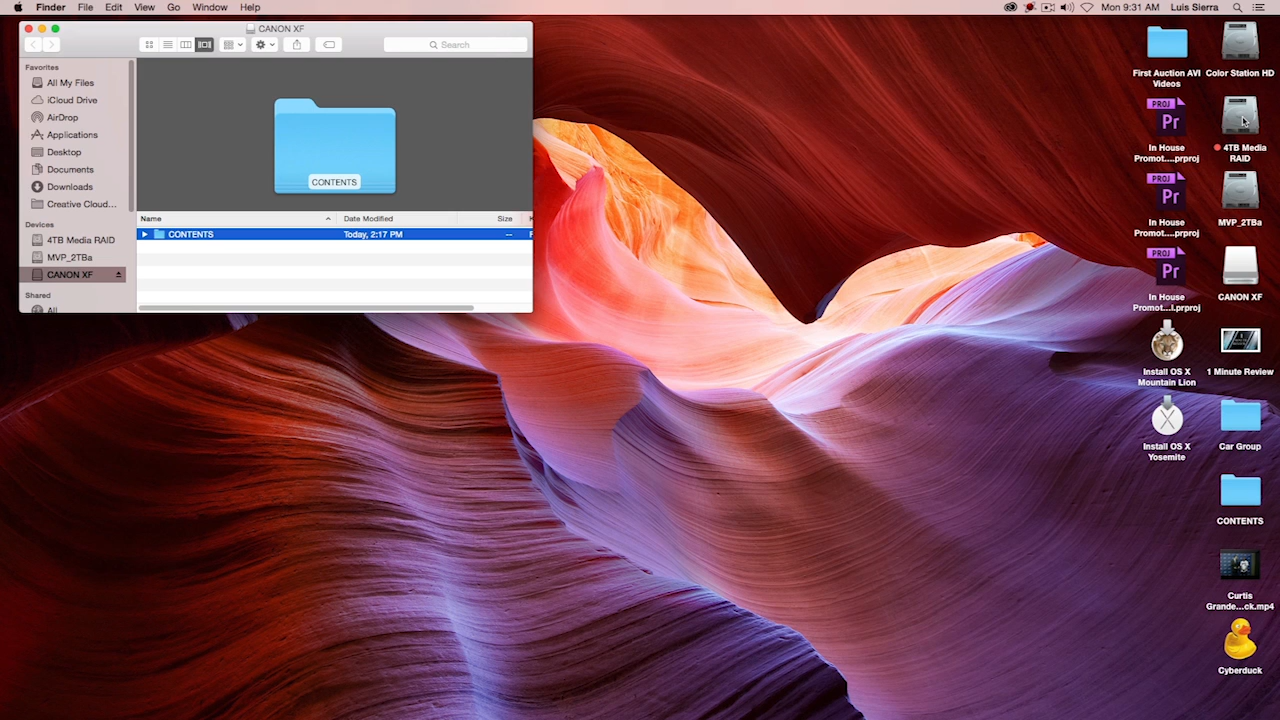 Finder File Edit View Go Window Help
Mon 9:31 AM Luis Sierra
CANON XF
Search
Favorites
All My Files
iCloud Drive
AirDrop
Applications
Desktop
Documents
Downloads
Creative Cloud...
Devices
4TB Media RAID
MVP_2TBa
CANON XF
Shared
All
CONTENTS
Name Date Modified Size
CONTENTS Today, 2:17 PM --
First Auction AVI
Videos
Color Station HD
PROJ
Pr
In House
Promot....prproj
4TB Media
RAID
PROJ
Pr
In House
Promot....prproj
MVP_2TBa
PROJ
Pr
In House
Promot...l.prproj
CANON XF
Install OS X
Mountain Lion
1 Minute Review
Install OS X
Yosemite
Car Group
CONTENTS
Curtis
Grande...ck.mp4
Cyberduck